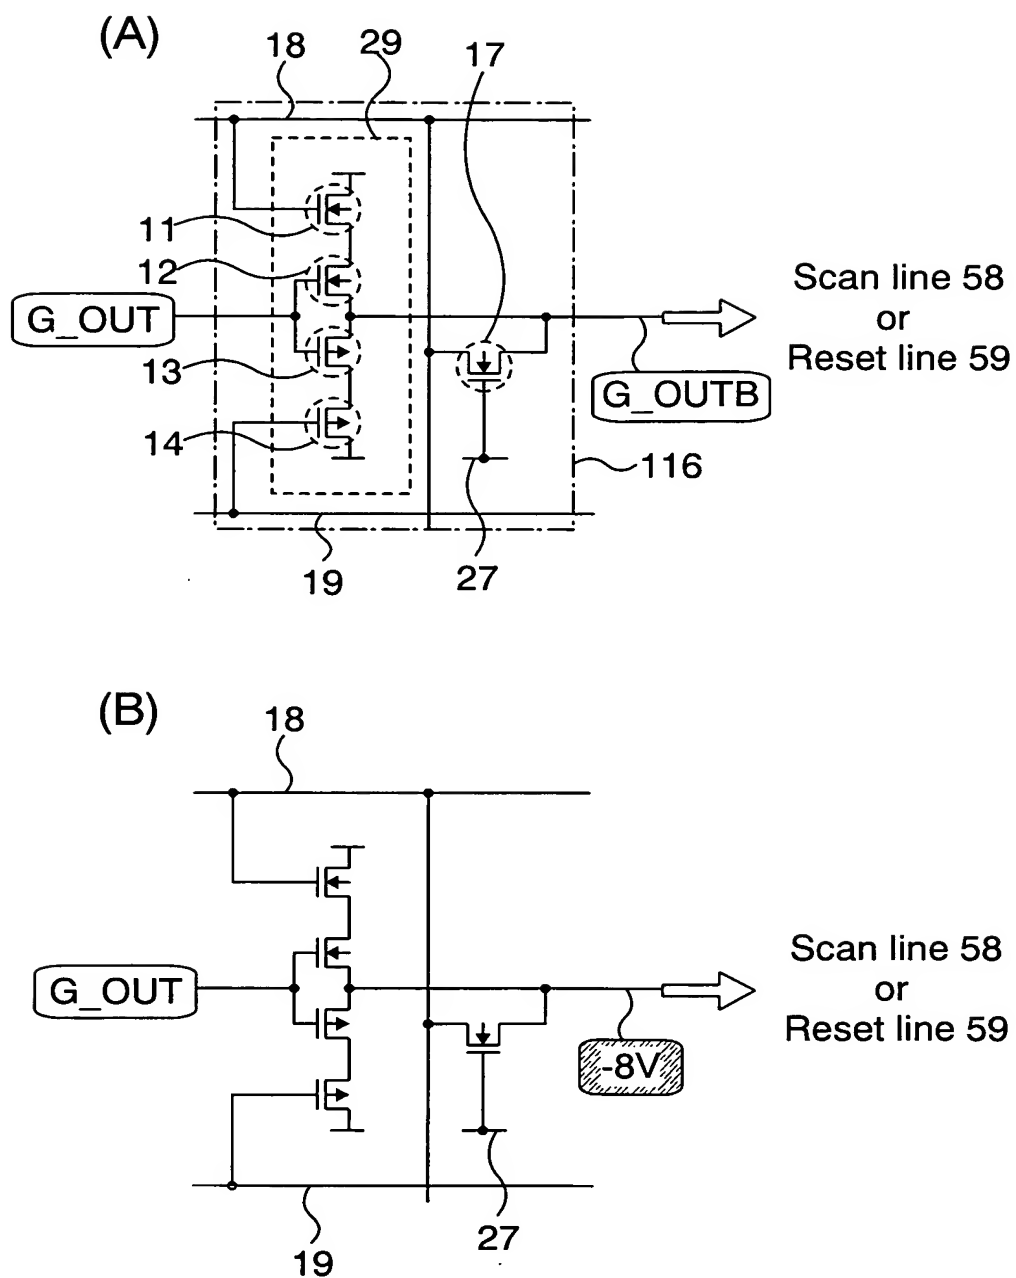 (A)
18
29
17
11
12
G_OUT
13
14
Scan line 58
or
Reset line 59
G_OUTB
116
19
27
(B)
18
G_OUT
Scan line 58
or
Reset line 59
-8V
27
19